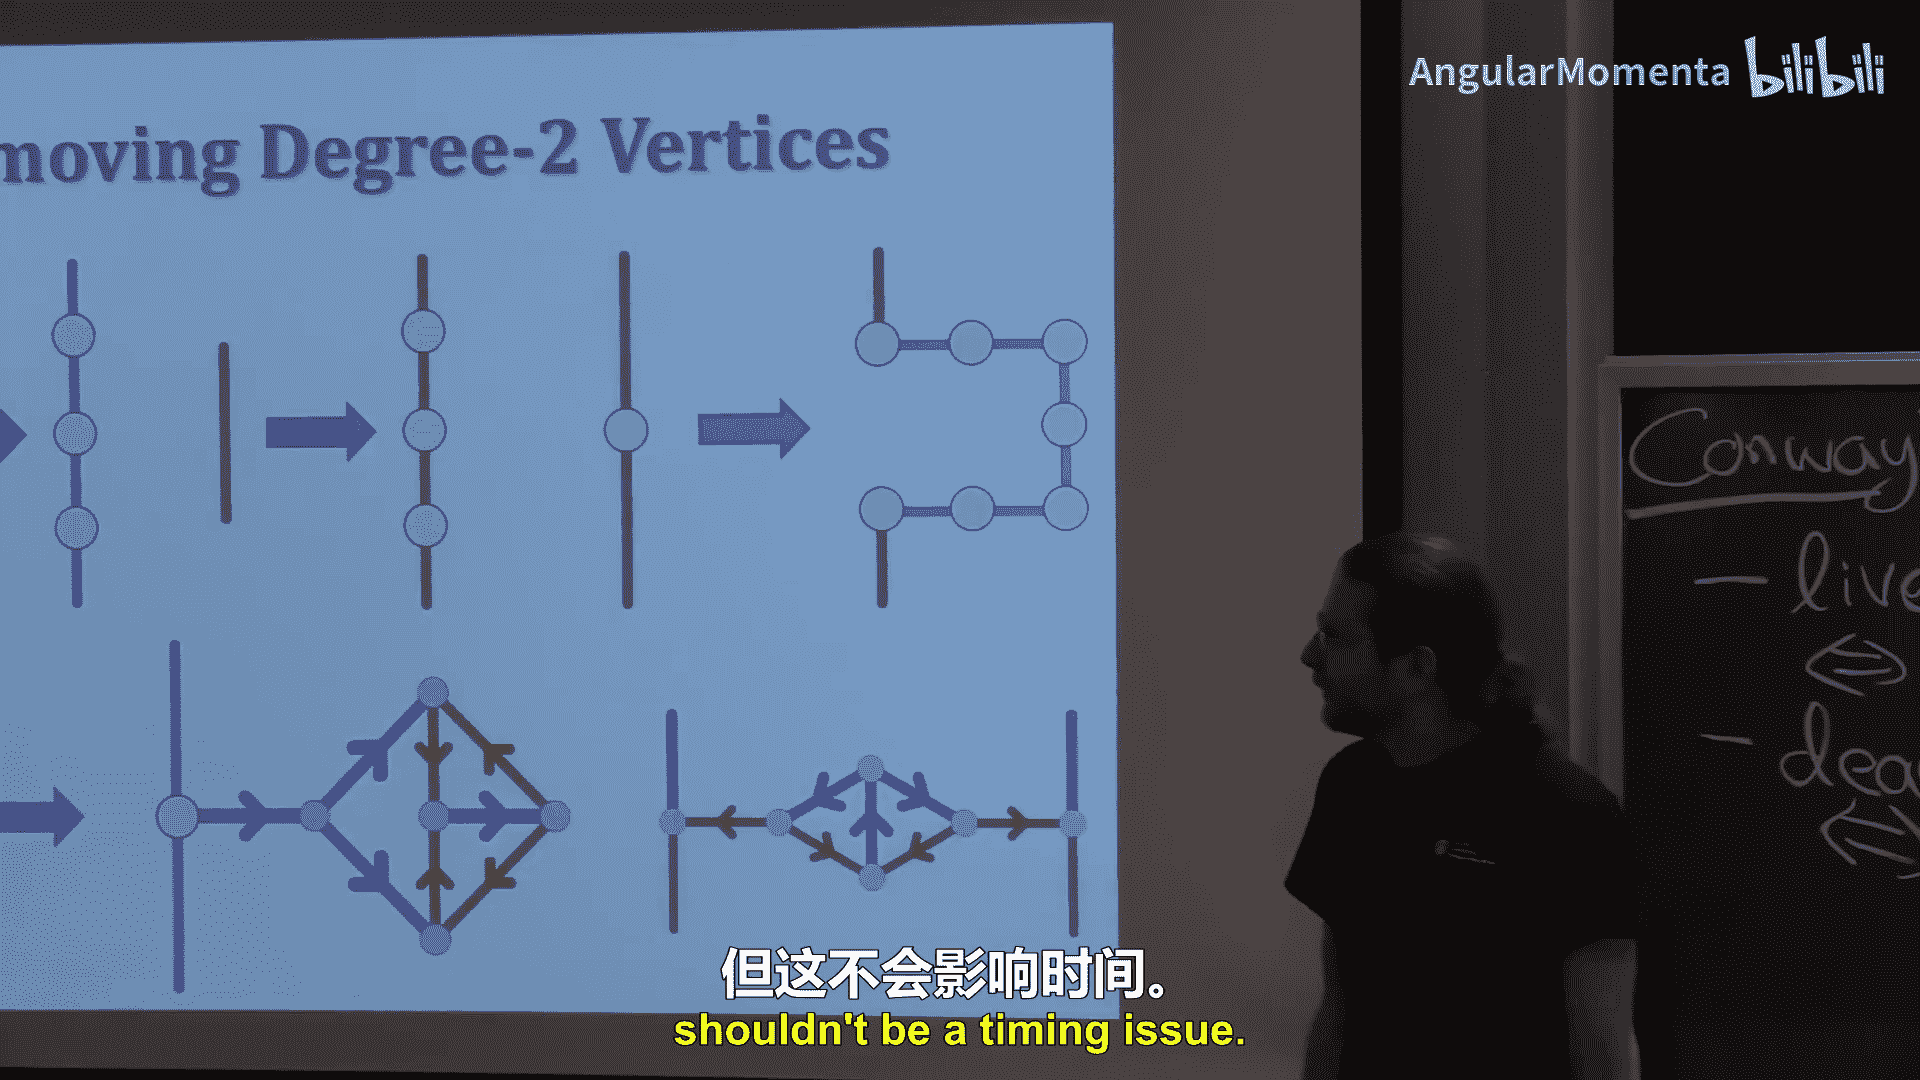 AngularMomenta bilibili
moving Degree-2 Vertices
Conway
– live
⇔
– dea
⇔
但这不会影响时间。
shouldn't be a timing issue.